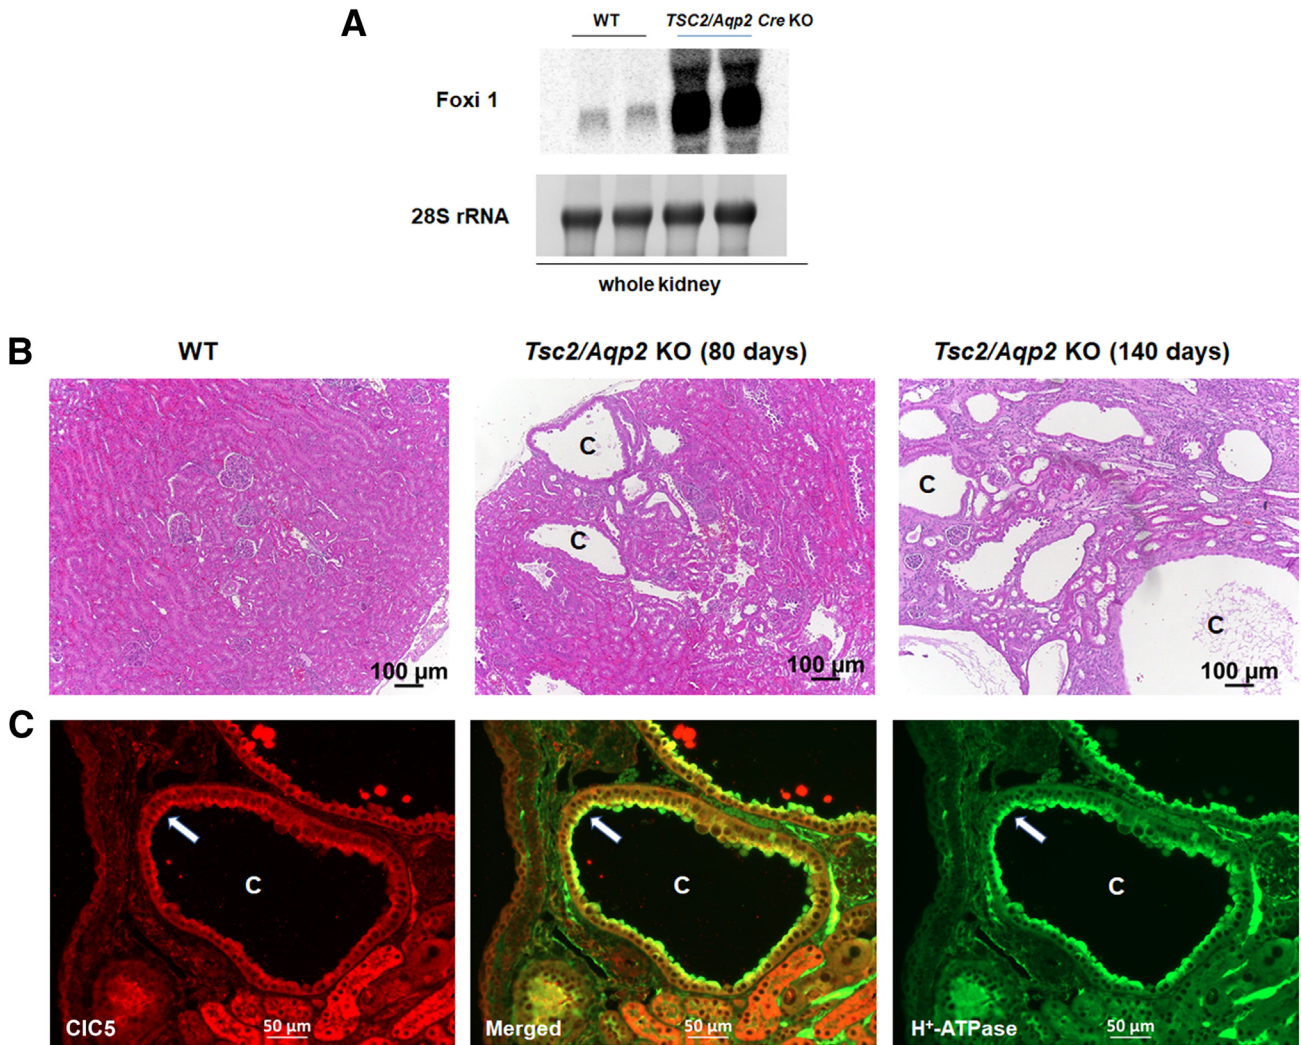 A
WT
TSC2/Aqp2 Cre KO
Foxi 1
28S rRNA
whole kidney
B
WT
Tsc2/Aqp2 KO (80 days)
Tsc2/Aqp2 KO (140 days)
C
C
100 µm
100 µm
C
C
100 µm
C
C
ClC5
50 µm
C
Merged
50 µm
C
H⁺-ATPase
50 µm